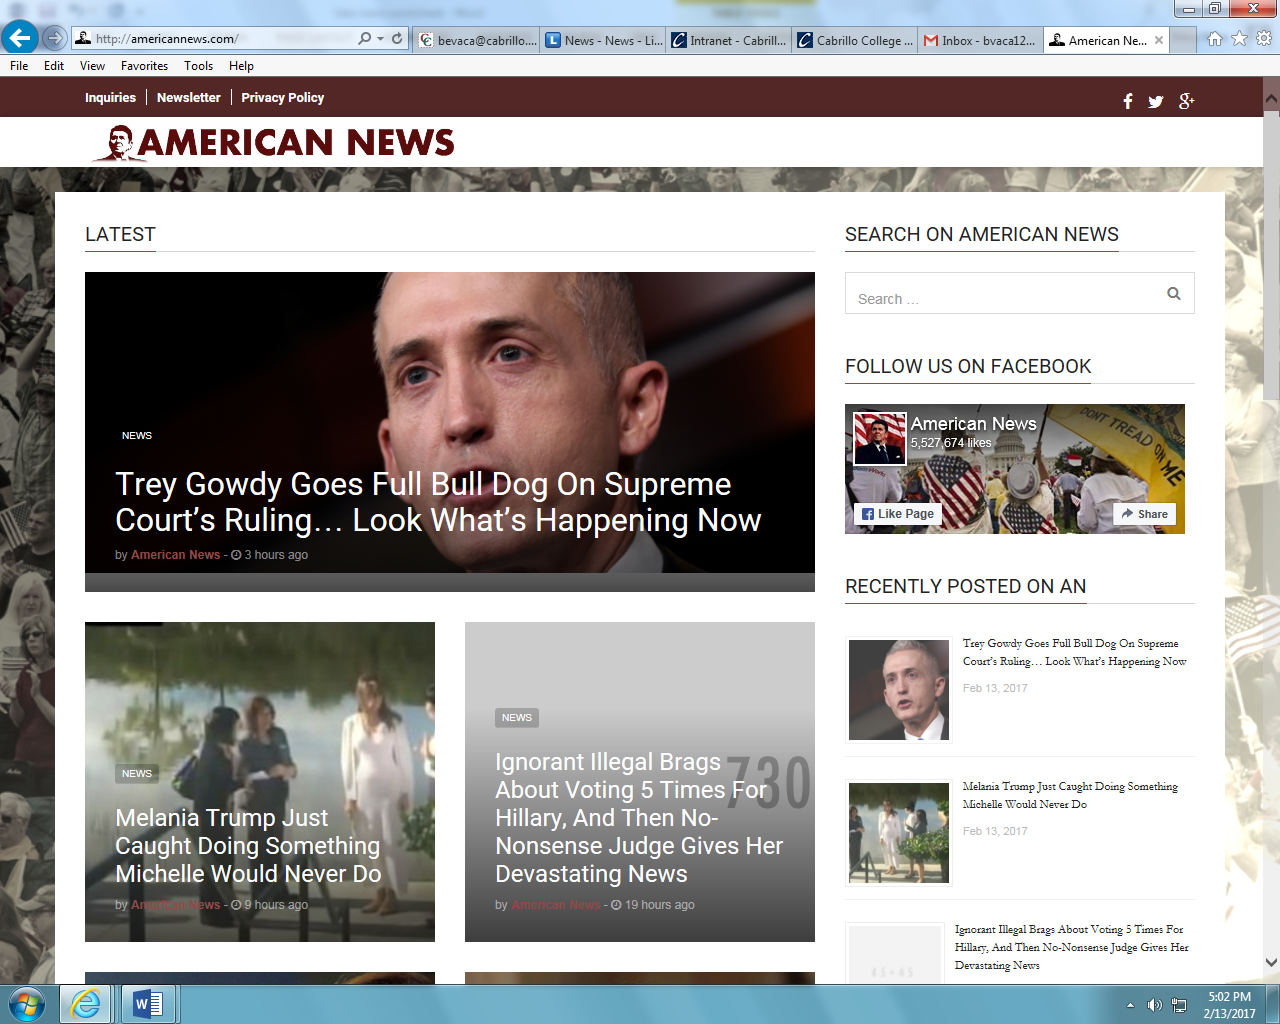 http://americannews.com/
bevaca@cabrillo....
News - News - Li...
Intranet - Cabrill...
Cabrillo College ...
Inbox - bvaca12...
American Ne...
File Edit View Favorites Tools Help
Inquiries Newsletter Privacy Policy
AMERICAN NEWS
LATEST
NEWS
Trey Gowdy Goes Full Bull Dog On Supreme
Court’s Ruling… Look What’s Happening Now
by American News - 3 hours ago
NEWS
Melania Trump Just
Caught Doing Something
Michelle Would Never Do
by American News - 9 hours ago
730
NEWS
Ignorant Illegal Brags
About Voting 5 Times For
Hillary, And Then No-
Nonsense Judge Gives Her
Devastating News
by American News - 19 hours ago
SEARCH ON AMERICAN NEWS
Search …
FOLLOW US ON FACEBOOK
American News
5,527,674 likes
DONT TREAD ON ME
Like Page
Share
RECENTLY POSTED ON AN
Trey Gowdy Goes Full Bull Dog On Supreme
Court’s Ruling… Look What’s Happening Now
Feb 13, 2017
Melania Trump Just Caught Doing Something
Michelle Would Never Do
Feb 13, 2017
Ignorant Illegal Brags About Voting 5 Times For
Hillary, And Then No-Nonsense Judge Gives Her
Devastating News
5:02 PM
2/13/2017